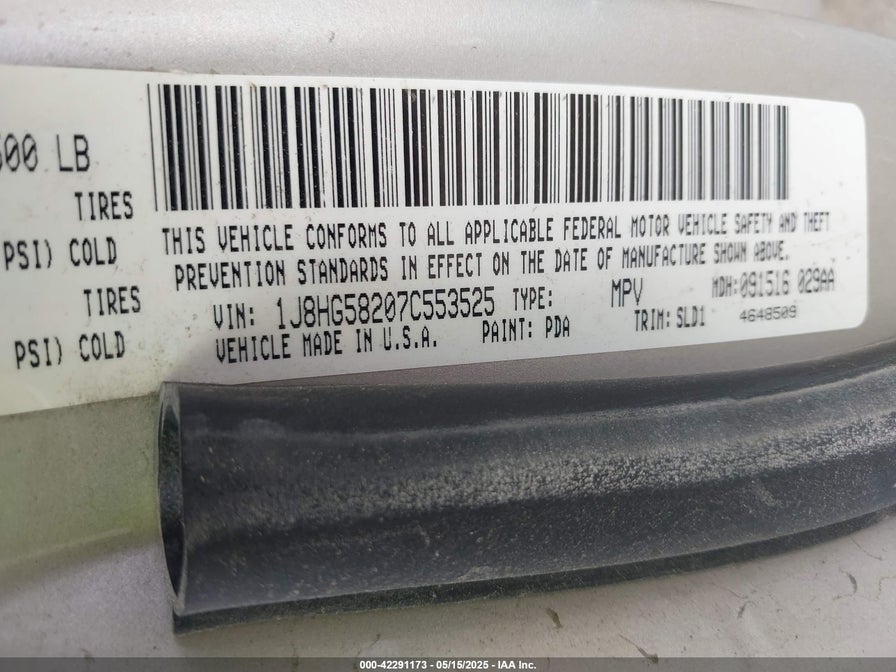 500 LB
TIRES
PSI) COLD
TIRES
PSI) COLD
THIS VEHICLE CONFORMS TO ALL APPLICABLE FEDERAL MOTOR VEHICLE SAFETY AND THEFT
PREVENTION STANDARDS IN EFFECT ON THE DATE OF MANUFACTURE SHOWN ABOVE.
VIN: 1J8HG58207C553525 TYPE: MPV MDH:091516 029AA
VEHICLE MADE IN U.S.A. PAINT: PDA TRIM: SLD1 4648509
000-42291173 - 05/15/2025 - IAA Inc.